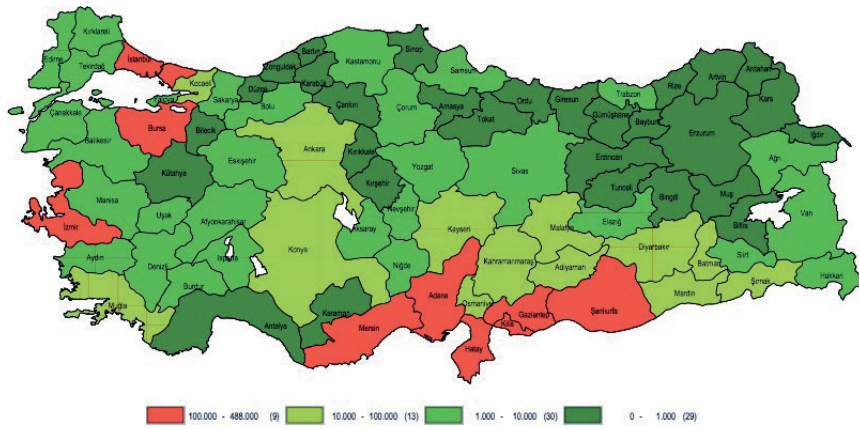 Kırklareli
Edirne
Tekirdağ
İstanbul
Kocaeli
Yalova
Sakarya
Düzce
Zonguldak
Bartın
Karabük
Kastamonu
Sinop
Samsun
Bolu
Çankırı
Çorum
Amasya
Tokat
Ordu
Giresun
Trabzon
Gümüşhane
Bayburt
Rize
Artvin
Ardahan
Kars
Iğdır
Çanakkale
Balıkesir
Bursa
Bilecik
Kütahya
Eskişehir
Ankara
Kırıkkale
Kırşehir
Yozgat
Sivas
Erzincan
Erzurum
Ağrı
Tunceli
Bingöl
Muş
Bitlis
Van
İzmir
Manisa
Uşak
Afyonkarahisar
Konya
Aksaray
Nevşehir
Kayseri
Malatya
Elazığ
Diyarbakır
Batman
Siirt
Hakkari
Şırnak
Mardin
Aydın
Denizli
Isparta
Burdur
Muğla
Antalya
Karaman
Niğde
Mersin
Adana
Kahramanmaraş
Osmaniye
Adıyaman
Hatay
Kilis
Gaziantep
Şanlıurfa
100.000 - 488.000 (9)
10.000 - 100.000 (13)
1.000 - 10.000 (30)
0 - 1.000 (29)